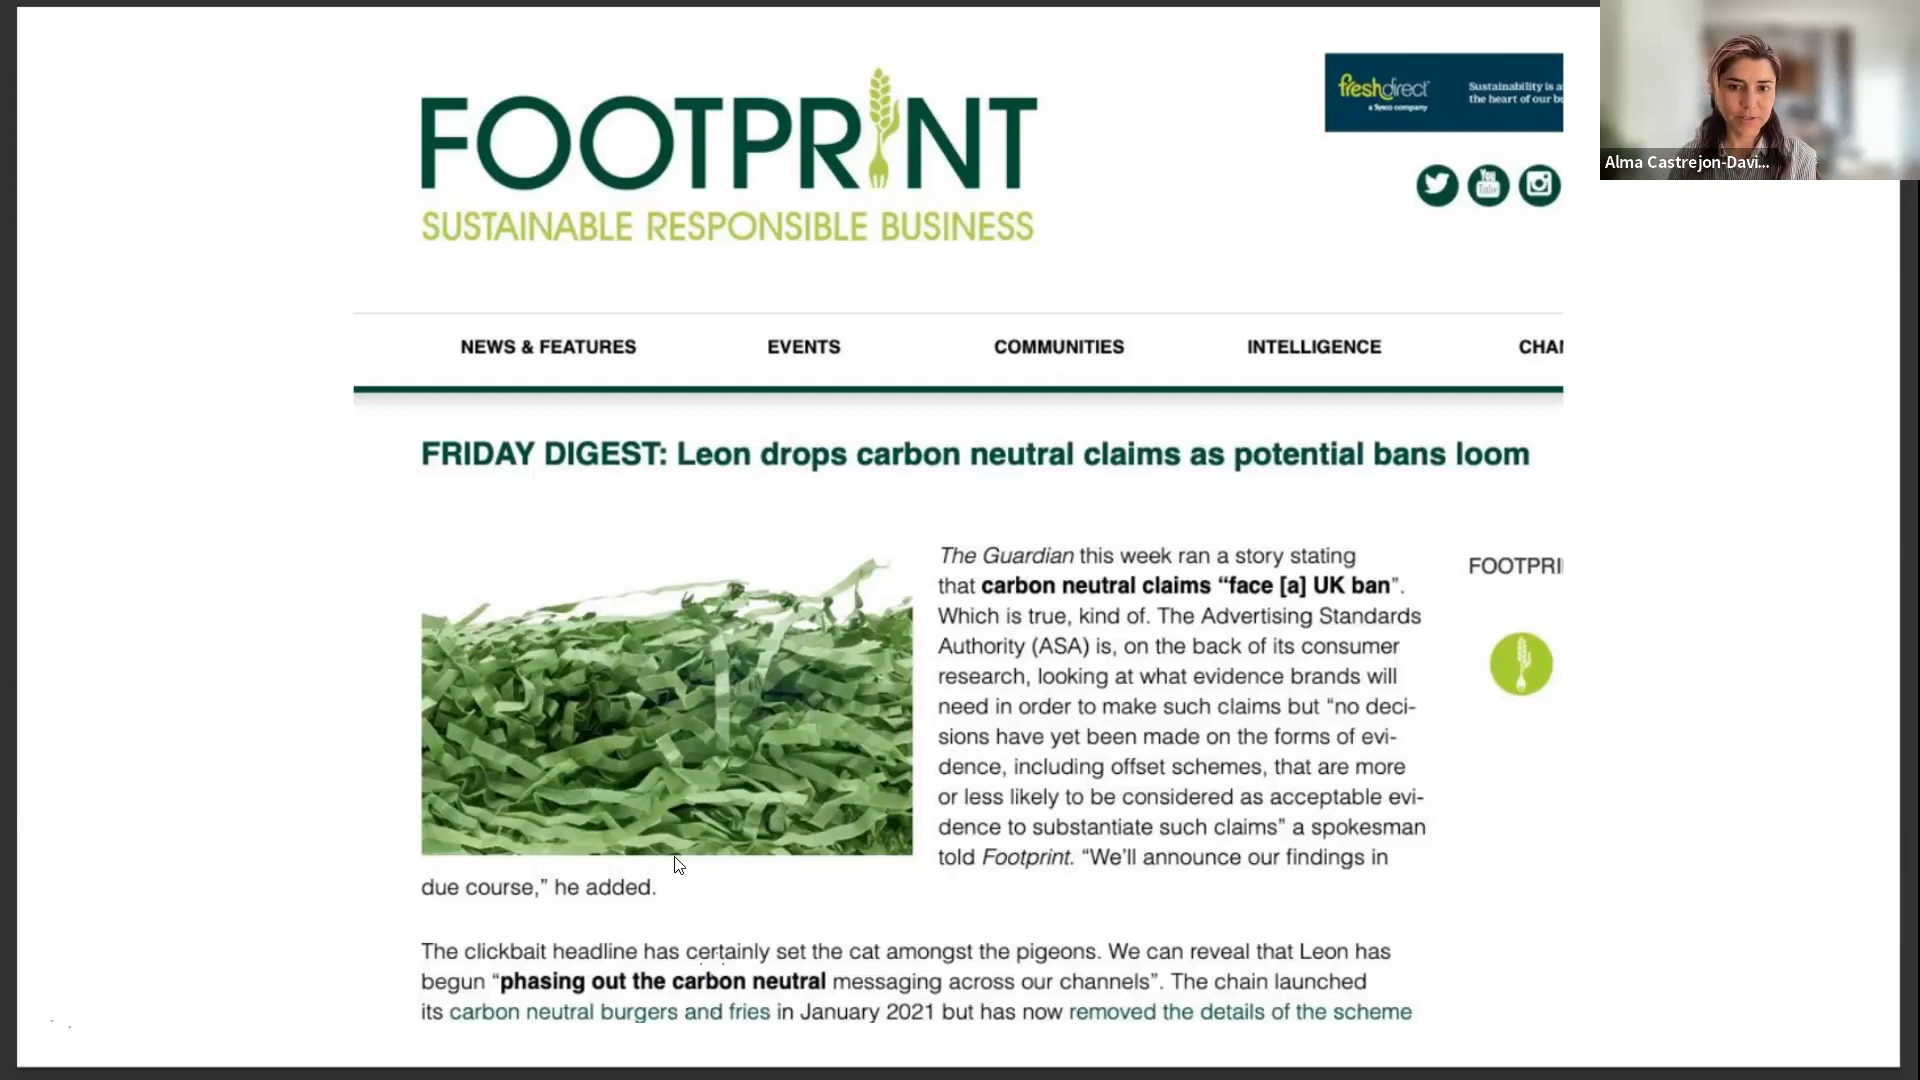 FOOTPRINT
SUSTAINABLE RESPONSIBLE BUSINESS
freshdirect
a Sysco company
Sustainability is a
the heart of our bu
You
Tube
Alma Castrejon-Davi...
NEWS & FEATURES
EVENTS
COMMUNITIES
INTELLIGENCE
CHAN
FRIDAY DIGEST: Leon drops carbon neutral claims as potential bans loom
The Guardian this week ran a story stating
that carbon neutral claims “face [a] UK ban”.
Which is true, kind of. The Advertising Standards
Authority (ASA) is, on the back of its consumer
research, looking at what evidence brands will
need in order to make such claims but “no deci-
sions have yet been made on the forms of evi-
dence, including offset schemes, that are more
or less likely to be considered as acceptable evi-
dence to substantiate such claims” a spokesman
told Footprint. “We’ll announce our findings in
due course,” he added.
FOOTPRI
The clickbait headline has certainly set the cat amongst the pigeons. We can reveal that Leon has
begun “phasing out the carbon neutral messaging across our channels”. The chain launched
its carbon neutral burgers and fries in January 2021 but has now removed the details of the scheme